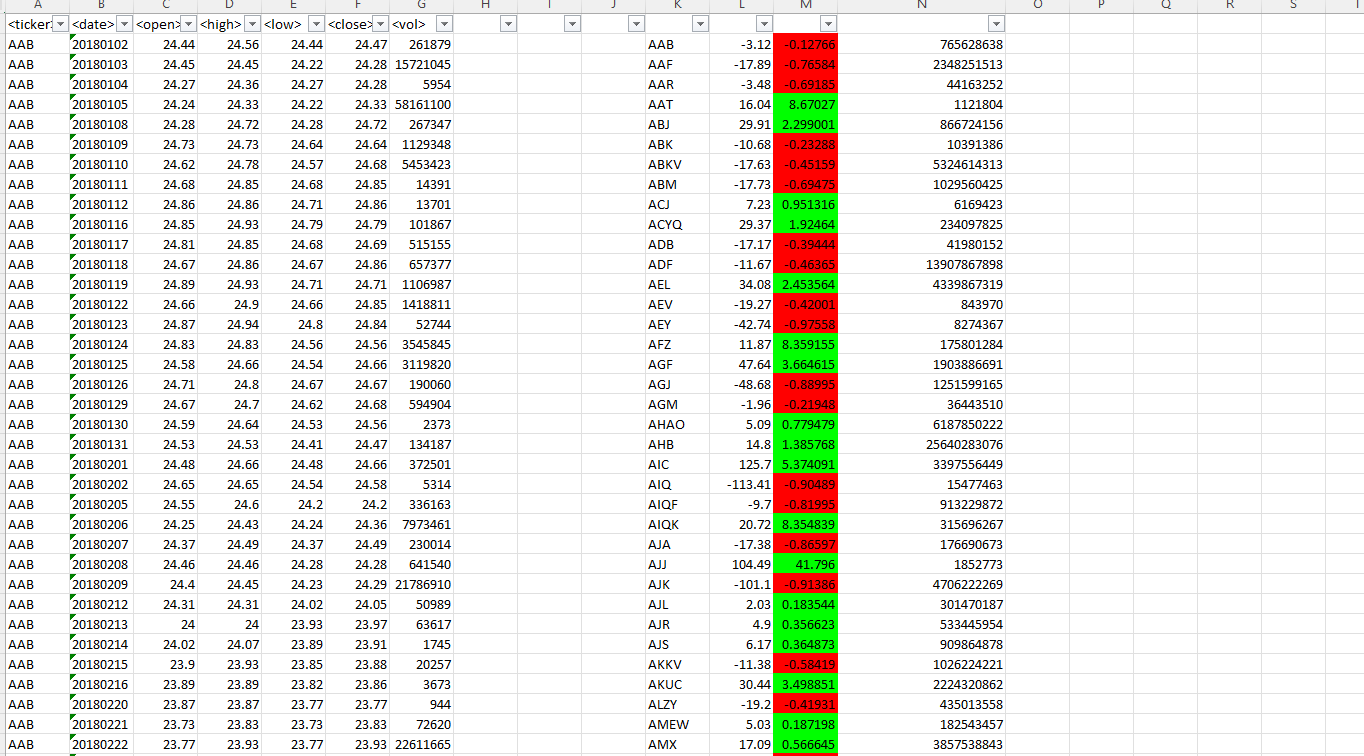 A B C D E F G H I J K L M N O P Q R S T
<ticker> <date> <open> <high> <low> <close> <vol>
AAB 20180102 24.44 24.56 24.44 24.47 261879 AAB -3.12 -0.12766 765628638
AAB 20180103 24.45 24.45 24.22 24.28 15721045 AAF -17.89 -0.76584 2348251513
AAB 20180104 24.27 24.36 24.27 24.28 5954 AAR -3.48 -0.69185 44163252
AAB 20180105 24.24 24.33 24.22 24.33 58161100 AAT 16.04 8.67027 1121804
AAB 20180108 24.28 24.72 24.28 24.72 267347 ABJ 29.91 2.299001 866724156
AAB 20180109 24.73 24.73 24.64 24.64 1129348 ABK -10.68 -0.23288 10391386
AAB 20180110 24.62 24.78 24.57 24.68 5453423 ABKV -17.63 -0.45159 5324614313
AAB 20180111 24.68 24.85 24.68 24.85 14391 ABM -17.73 -0.69475 1029560425
AAB 20180112 24.86 24.86 24.71 24.86 13701 ACJ 7.23 0.951316 6169423
AAB 20180116 24.85 24.93 24.79 24.79 101867 ACYQ 29.37 1.92464 234097825
AAB 20180117 24.81 24.85 24.68 24.69 515155 ADB -17.17 -0.39444 41980152
AAB 20180118 24.67 24.86 24.67 24.86 657377 ADF -11.67 -0.46365 13907867898
AAB 20180119 24.89 24.93 24.71 24.71 1106987 AEL 34.08 2.453564 4339867319
AAB 20180122 24.66 24.9 24.66 24.85 1418811 AEV -19.27 -0.42001 843970
AAB 20180123 24.87 24.94 24.8 24.84 52744 AEY -42.74 -0.97558 8274367
AAB 20180124 24.83 24.83 24.56 24.56 3545845 AFZ 11.87 8.359155 175801284
AAB 20180125 24.58 24.66 24.54 24.66 3119820 AGF 47.64 3.664615 1903886691
AAB 20180126 24.71 24.8 24.67 24.67 190060 AGJ -48.68 -0.88995 1251599165
AAB 20180129 24.67 24.7 24.62 24.68 594904 AGM -1.96 -0.21948 36443510
AAB 20180130 24.59 24.64 24.53 24.56 2373 AHAO 5.09 0.779479 6187850222
AAB 20180131 24.53 24.53 24.41 24.47 134187 AHB 14.8 1.385768 25640283076
AAB 20180201 24.48 24.66 24.48 24.66 372501 AIC 125.7 5.374091 3397556449
AAB 20180202 24.65 24.65 24.54 24.58 5314 AIQ -113.41 -0.90489 15477463
AAB 20180205 24.55 24.6 24.2 24.2 336163 AIQF -9.7 -0.81995 913229872
AAB 20180206 24.25 24.43 24.24 24.36 7973461 AIQK 20.72 8.354839 315696267
AAB 20180207 24.37 24.49 24.37 24.49 230014 AJA -17.38 -0.86597 176690673
AAB 20180208 24.46 24.46 24.28 24.28 641540 AJJ 104.49 41.796 1852773
AAB 20180209 24.4 24.45 24.23 24.29 21786910 AJK -101.1 -0.91386 4706222269
AAB 20180212 24.31 24.31 24.02 24.05 50989 AJL 2.03 0.183544 301470187
AAB 20180213 24 24 23.93 23.97 63617 AJR 4.9 0.356623 533445954
AAB 20180214 24.02 24.07 23.89 23.91 1745 AJS 6.17 0.364873 909864878
AAB 20180215 23.9 23.93 23.85 23.88 20257 AKKV -11.38 -0.58419 1026224221
AAB 20180216 23.89 23.89 23.82 23.86 3673 AKUC 30.44 3.498851 2224320862
AAB 20180220 23.87 23.87 23.77 23.77 944 ALZY -19.2 -0.41931 435013558
AAB 20180221 23.73 23.83 23.73 23.83 72620 AMEW 5.03 0.187198 182543457
AAB 20180222 23.77 23.93 23.77 23.93 22611665 AMX 17.09 0.566645 3857538843